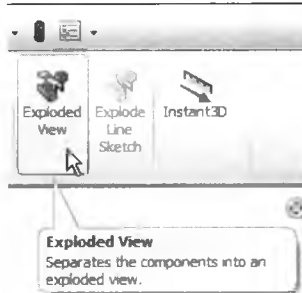 Exploded View
Explode Line Sketch
Instant3D
Exploded View
Separates the components into an
exploded view.